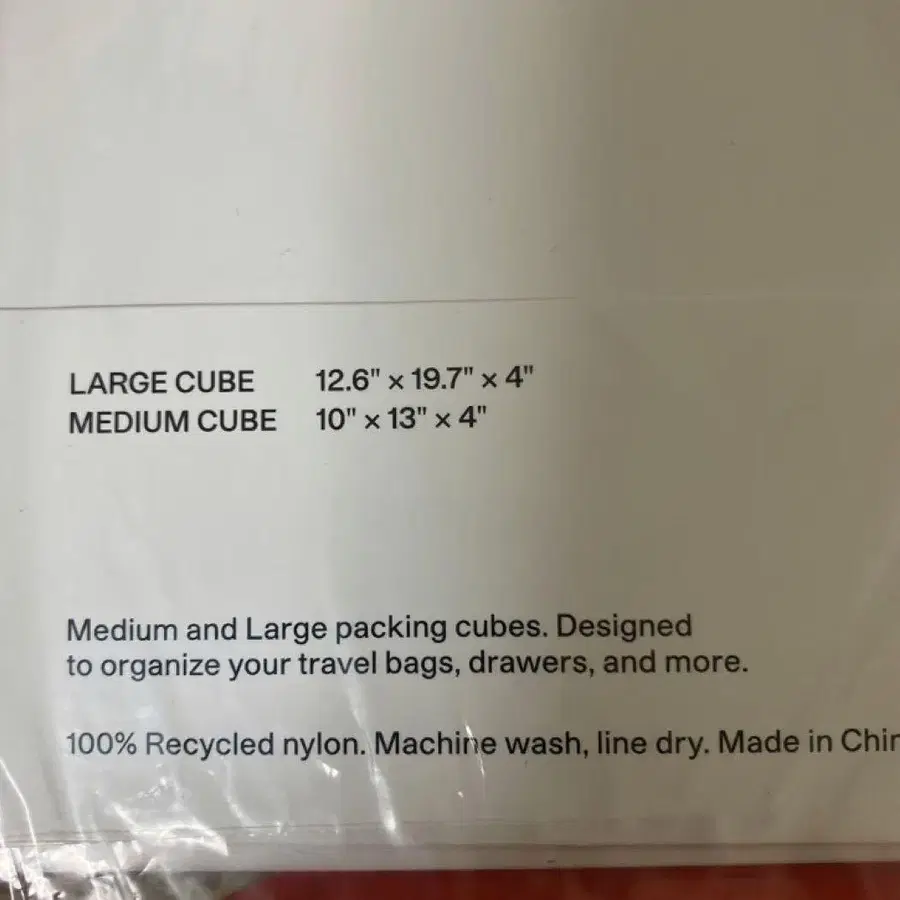 LARGE CUBE 12.6" × 19.7" × 4"
MEDIUM CUBE 10" × 13" × 4"
Medium and Large packing cubes. Designed
to organize your travel bags, drawers, and more.
100% Recycled nylon. Machine wash, line dry. Made in Chin